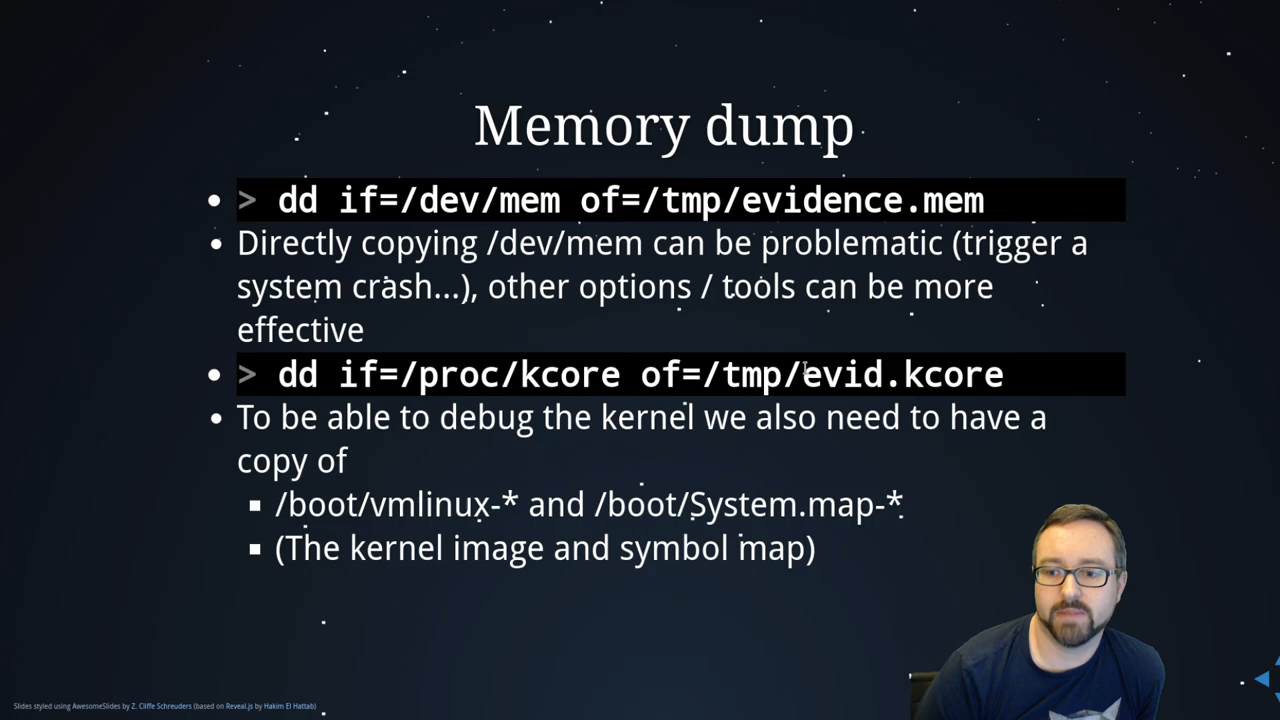 Memory dump
> dd if=/dev/mem of=/tmp/evidence.mem
Directly copying /dev/mem can be problematic (trigger a
system crash...), other options / tools can be more
effective
> dd if=/proc/kcore of=/tmp/evid.kcore
To be able to debug the kernel we also need to have a
copy of
/boot/vmlinux-* and /boot/System.map-*
(The kernel image and symbol map)
Slides styled using AwesomeSlides by Z. Cliffe Schreuders (based on Reveal.js by Hakim El Hattab)